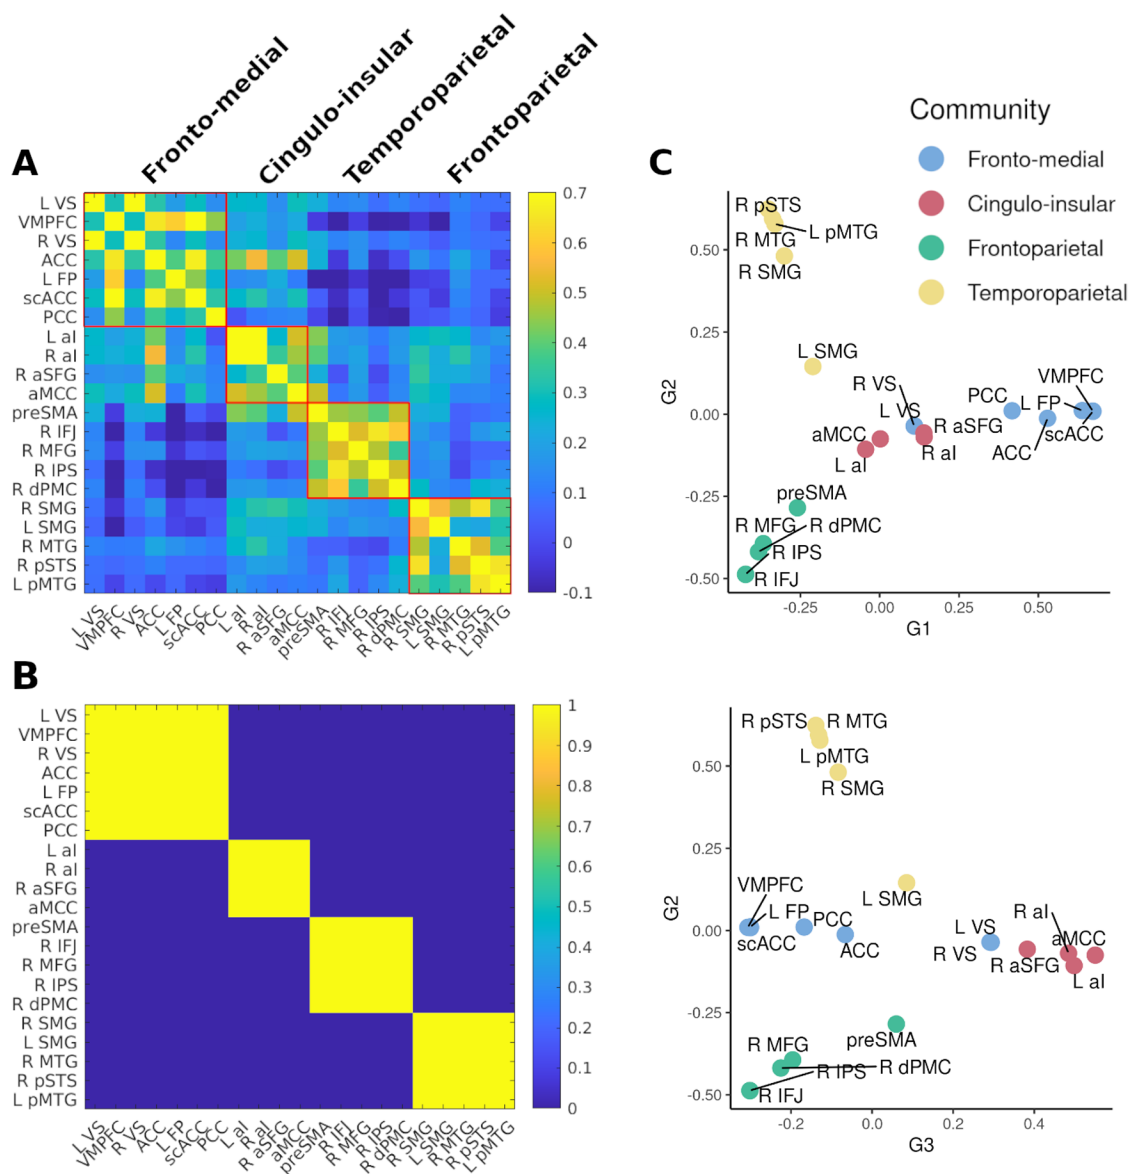 Fronto-medial
Cingulo-insular
Temporoparietal
Frontoparietal
A
L VS
VMPFC
R VS
ACC
L FP
scACC
PCC
L aI
R aI
R aSFG
aMCC
preSMA
R IFJ
R MFG
R IPS
R dPMC
R SMG
L SMG
R MTG
R pSTS
L pMTG
0.7
0.6
0.5
0.4
0.3
0.2
0.1
0
-0.1
L VS
VMPFC
R VS
ACC
L FP
scACC
PCC
L aI
R aI
R aSFG
aMCC
preSMA
R IFJ
R MFG
R IPS
R dPMC
R SMG
L SMG
R MTG
R pSTS
L pMTG
B
L VS
VMPFC
R VS
ACC
L FP
scACC
PCC
L aI
R aI
R aSFG
aMCC
preSMA
R IFJ
R MFG
R IPS
R dPMC
R SMG
L SMG
R MTG
R pSTS
L pMTG
1
0.9
0.8
0.7
0.6
0.5
0.4
0.3
0.2
0.1
0
L VS
VMPFC
R VS
ACC
L FP
scACC
PCC
L aI
R aI
R aSFG
aMCC
preSMA
R IFJ
R MFG
R IPS
R dPMC
R SMG
L SMG
R MTG
R pSTS
L pMTG
C
Community
Fronto-medial
Cingulo-insular
Frontoparietal
Temporoparietal
R pSTS
L pMTG
R MTG
R SMG
L SMG
R VS
VMPFC
PCC
L FP
L VS
R aSFG
scACC
aMCC
ACC
R aI
L aI
preSMA
R MFG
R dPMC
R IPS
R IFJ
0.50
0.25
0.00
-0.25
-0.50
G2
-0.25
0.00
0.25
0.50
G1
R pSTS
R MTG
L pMTG
R SMG
VMPFC
L SMG
L FP
PCC
R aI
L VS
aMCC
scACC
ACC
R VS
R aSFG
L aI
preSMA
R MFG
R IPS
R dPMC
R IFJ
0.50
0.25
0.00
-0.25
-0.50
G2
-0.2
0.0
0.2
0.4
G3